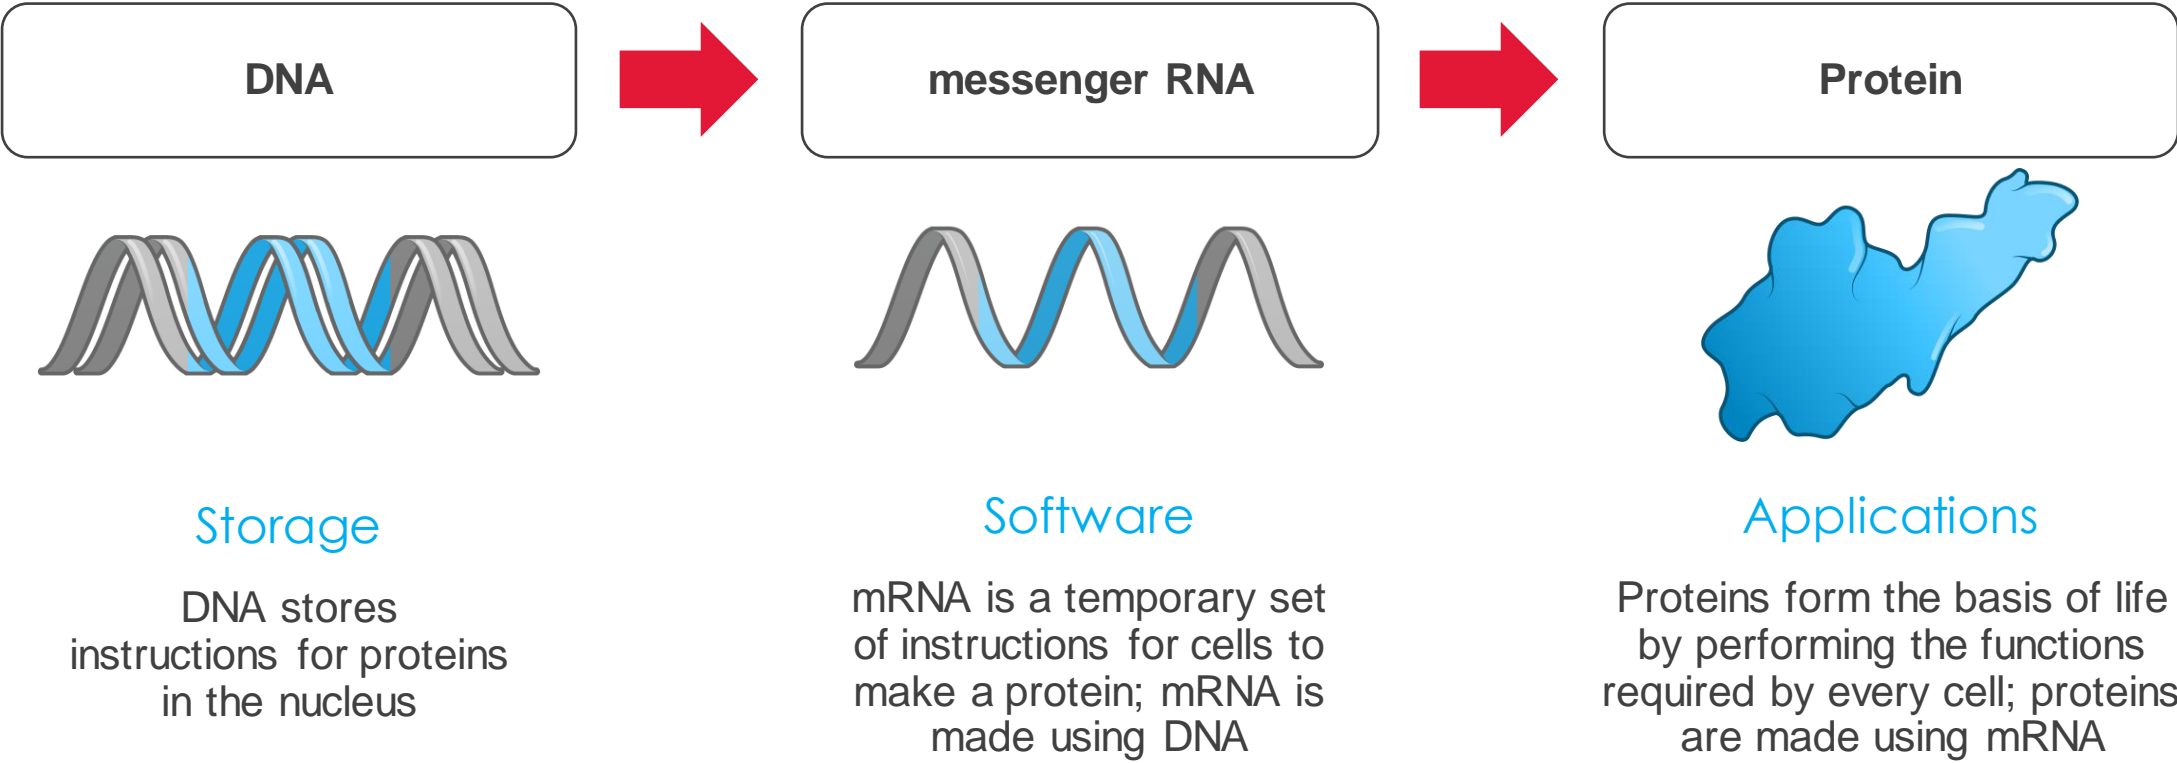 DNA
messenger RNA
Protein
Storage
DNA stores
instructions for proteins
in the nucleus
Software
mRNA is a temporary set
of instructions for cells to
make a protein; mRNA is
made using DNA
Applications
Proteins form the basis of life
by performing the functions
required by every cell; proteins
are made using mRNA